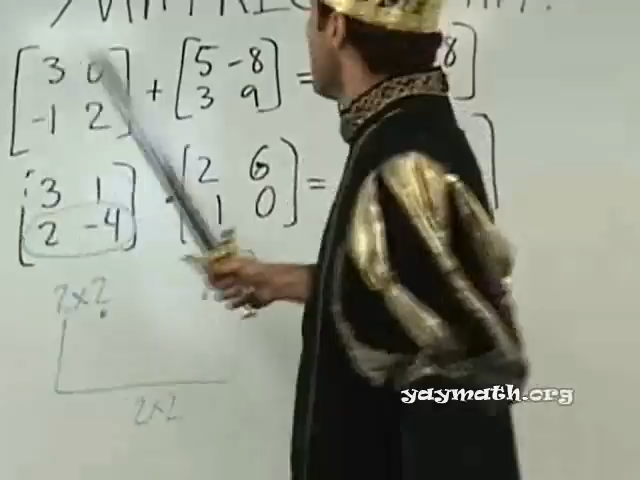 3 0 + 5 -8 = 8
-1 2 3 9
3 1 2 6 =
2 -4 1 0
2x2
2x2
yaymath.org